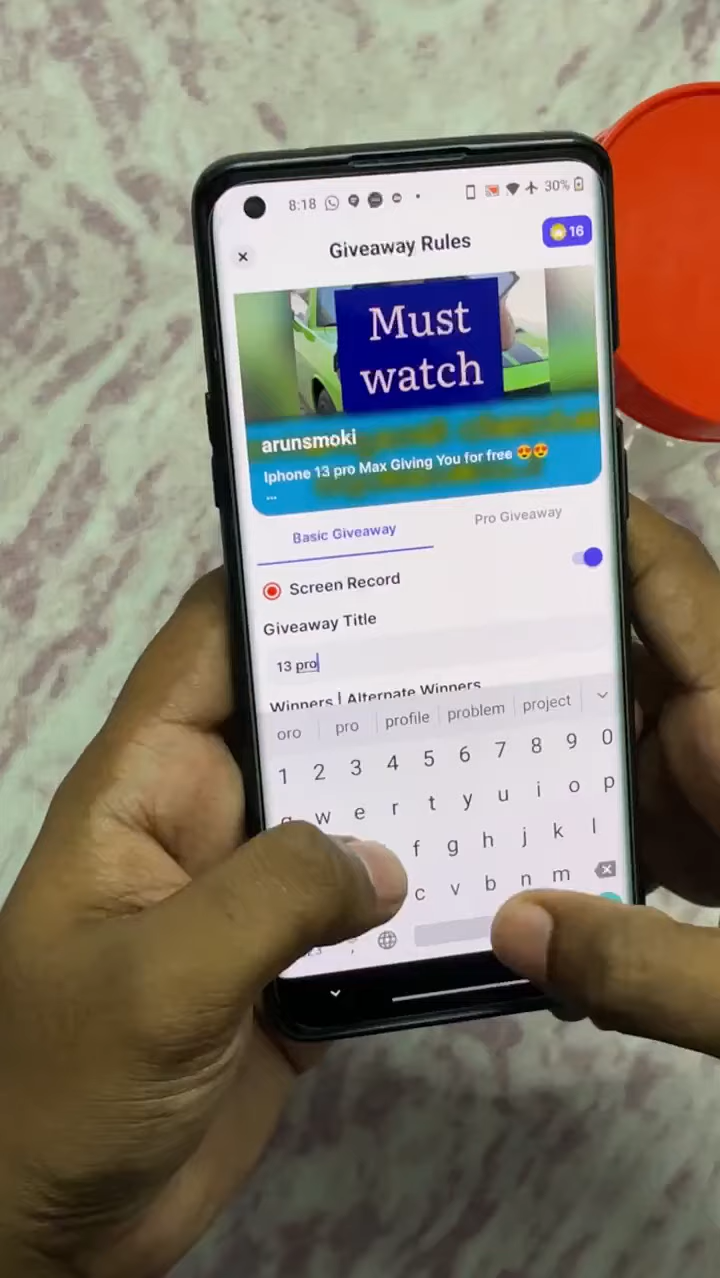 8:18
30%
Giveaway Rules
16
Must
watch
arunsmoki
Iphone 13 pro Max Giving You for free 😍😍
...
Basic Giveaway
Pro Giveaway
Screen Record
Giveaway Title
13 pro
Winners | Alternate Winners
oro pro profile problem project
1 2 3 4 5 6 7 8 9 0
q w e r t y u i o p
f g h j k l
c v b n m